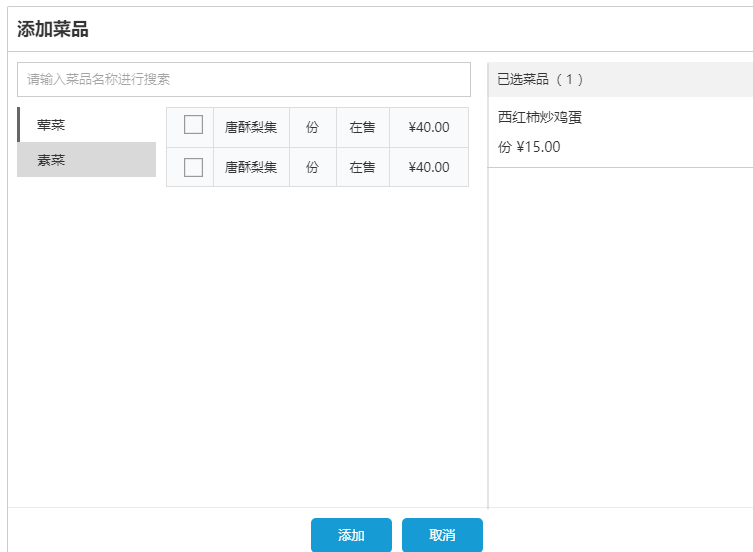 添加菜品
请输入菜品名称进行搜索
荤菜
素菜
唐酥梨集 份 在售 ¥40.00
唐酥梨集 份 在售 ¥40.00
已选菜品（1）
西红柿炒鸡蛋
份 ¥15.00
添加 取消